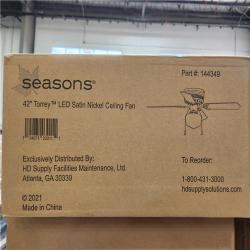 seasons®
Part #: 144349
42" Torrey™ LED Satin Nickel Ceiling Fan
Exclusively Distributed By:
HD Supply Facilities Maintenance, Ltd.
Atlanta, GA 30339
To Reorder:
1-800-431-3000
hdsupplysolutions.com
© 2021
Made in China